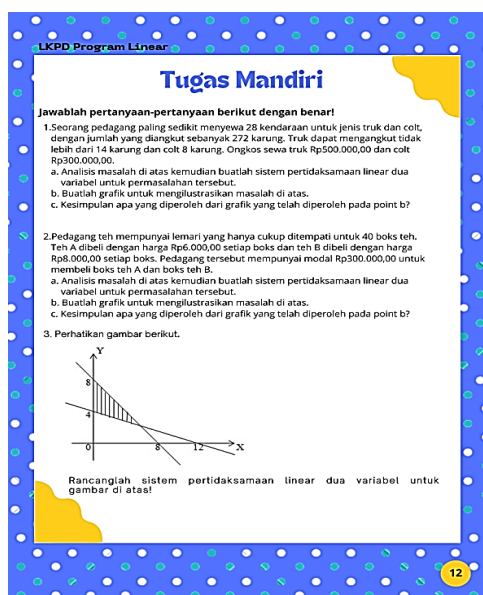 LKPD Program Linear
Tugas Mandiri
Jawablah pertanyaan-pertanyaan berikut dengan benar!
1.Seorang pedagang paling sedikit menyewa 28 kendaraan untuk jenis truk dan colt,
dengan jumlah yang diangkut sebanyak 272 karung. Truk dapat mengangkut tidak
lebih dari 14 karung dan colt 8 karung. Ongkos sewa truk Rp500.000,00 dan colt
Rp300.000,00.
a. Analisis masalah di atas kemudian buatlah sistem pertidaksamaan linear dua
variabel untuk permasalahan tersebut.
b. Buatlah grafik untuk mengilustrasikan masalah di atas.
c. Kesimpulan apa yang diperoleh dari grafik yang telah diperoleh pada point b?
2.Pedagang teh mempunyai lemari yang hanya cukup ditempati untuk 40 boks teh.
Teh A dibeli dengan harga Rp6.000,00 setiap boks dan teh B dibeli dengan harga
Rp8.000,00 setiap boks. Pedagang tersebut mempunyai modal Rp300.000,00 untuk
membeli boks teh A dan boks teh B.
a. Analisis masalah di atas kemudian buatlah sistem pertidaksamaan linear dua
variabel untuk permasalahan tersebut.
b. Buatlah grafik untuk mengilustrasikan masalah di atas.
c. Kesimpulan apa yang diperoleh dari grafik yang telah diperoleh pada point b?
3. Perhatikan gambar berikut.
Y
8
4
0 8 12 X
Rancanglah sistem pertidaksamaan linear dua variabel untuk
gambar di atas!
12